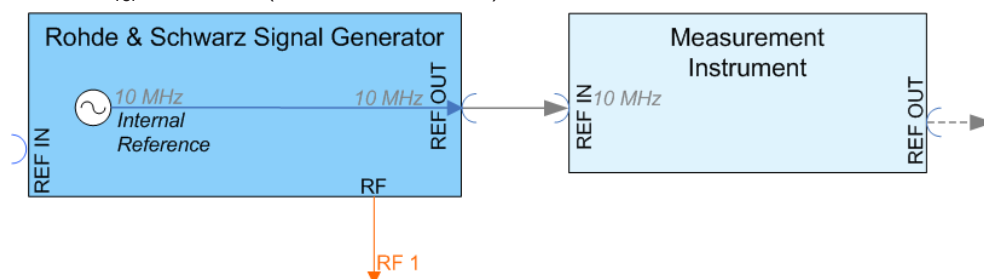 Rohde & Schwarz Signal Generator
10 MHz
Internal
Reference
10 MHz
REF OUT
REF IN
RF
RF 1
Measurement
Instrument
REF IN
10 MHz
REF OUT